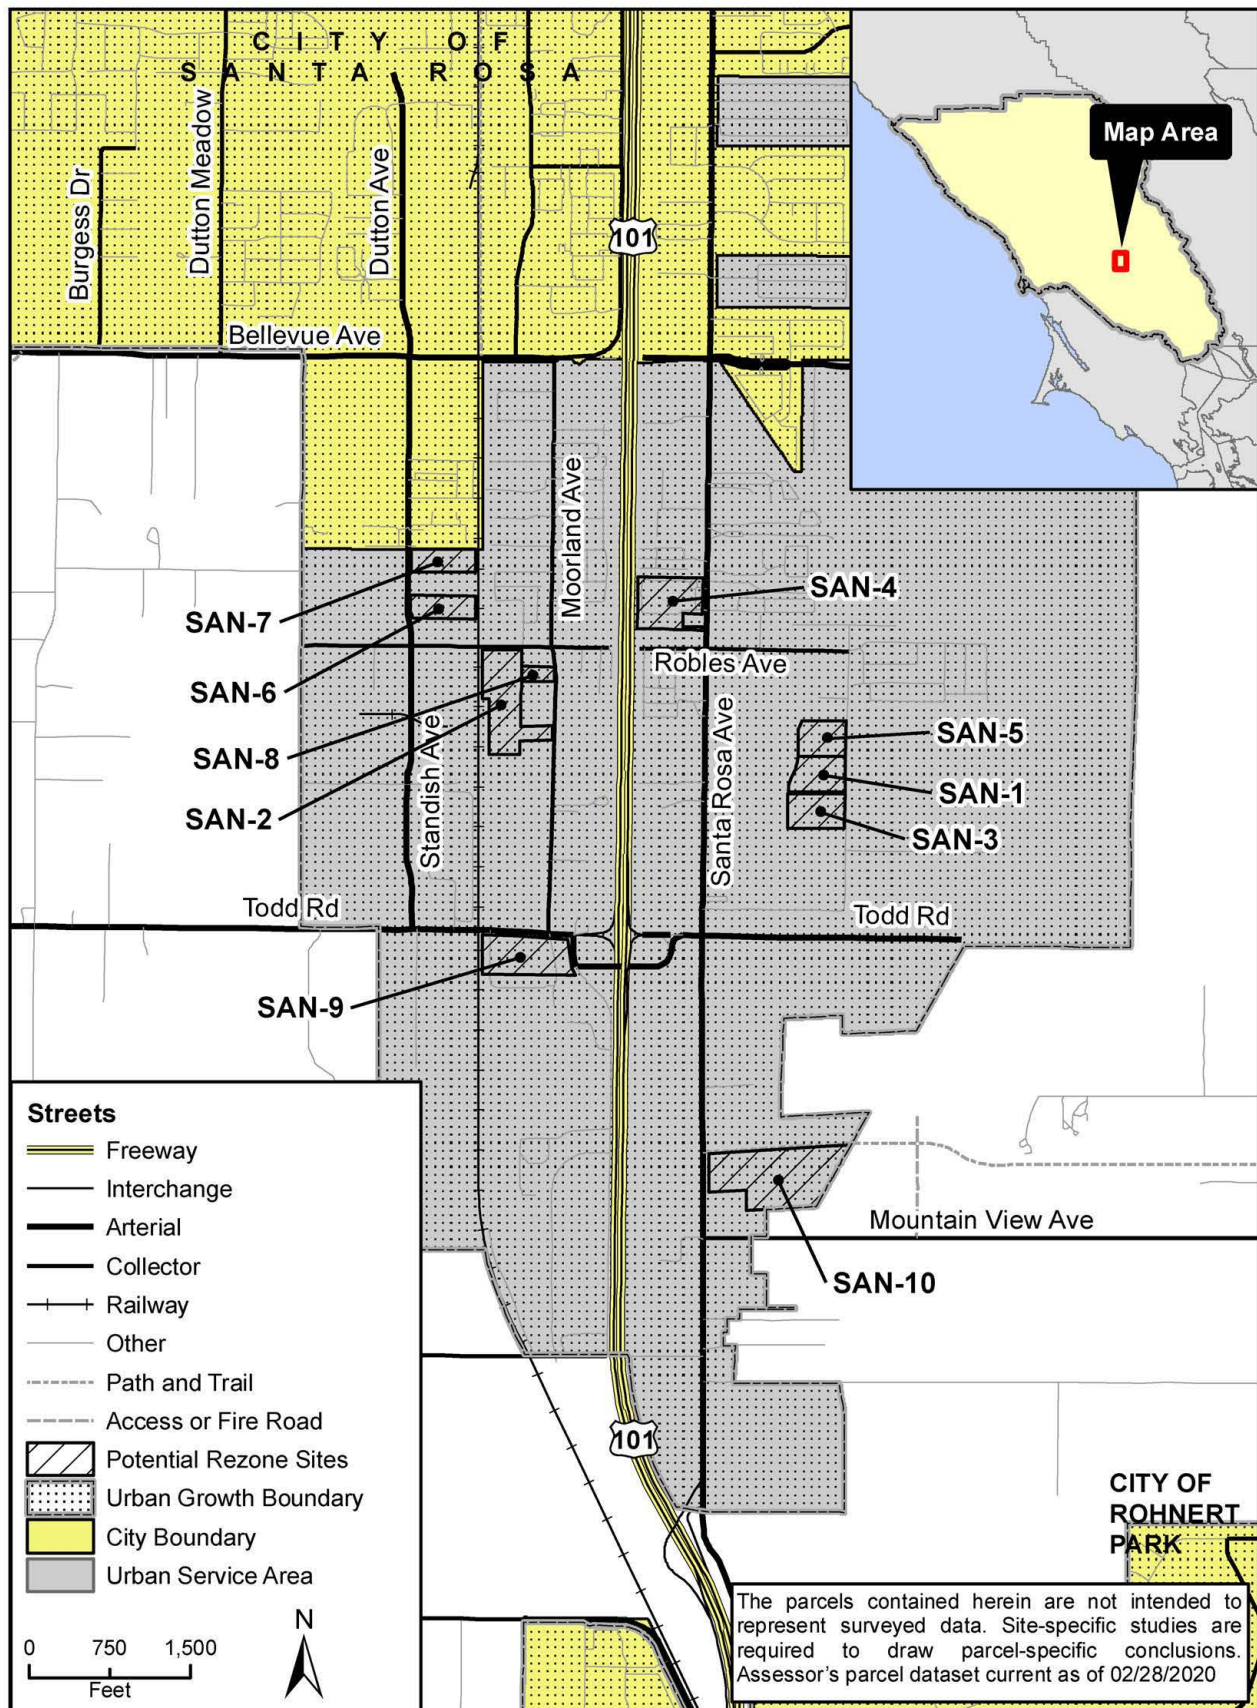 CITY OF
SANTA ROSA
Map Area
Burgess Dr
Dutton Meadow
Dutton Ave
101
Bellevue Ave
Moorland Ave
SAN-7
SAN-4
Robles Ave
SAN-6
SAN-8
SAN-2
Standish Ave
Santa Rosa Ave
SAN-5
SAN-1
SAN-3
Todd Rd
Todd Rd
SAN-9
Mountain View Ave
SAN-10
101
CITY OF
ROHNERT
PARK
Streets
Freeway
Interchange
Arterial
Collector
Railway
Other
Path and Trail
Access or Fire Road
Potential Rezone Sites
Urban Growth Boundary
City Boundary
Urban Service Area
N
0 750 1,500
Feet
The parcels contained herein are not intended to
represent surveyed data. Site-specific studies are
required to draw parcel-specific conclusions.
Assessor's parcel dataset current as of 02/28/2020